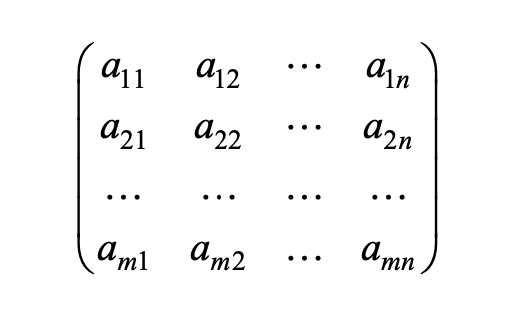 a₁₁ a₁₂ ⋯ a₁ₙ
a₂₁ a₂₂ ⋯ a₂ₙ
… … … …
aₘ₁ aₘ₂ … aₘₙ